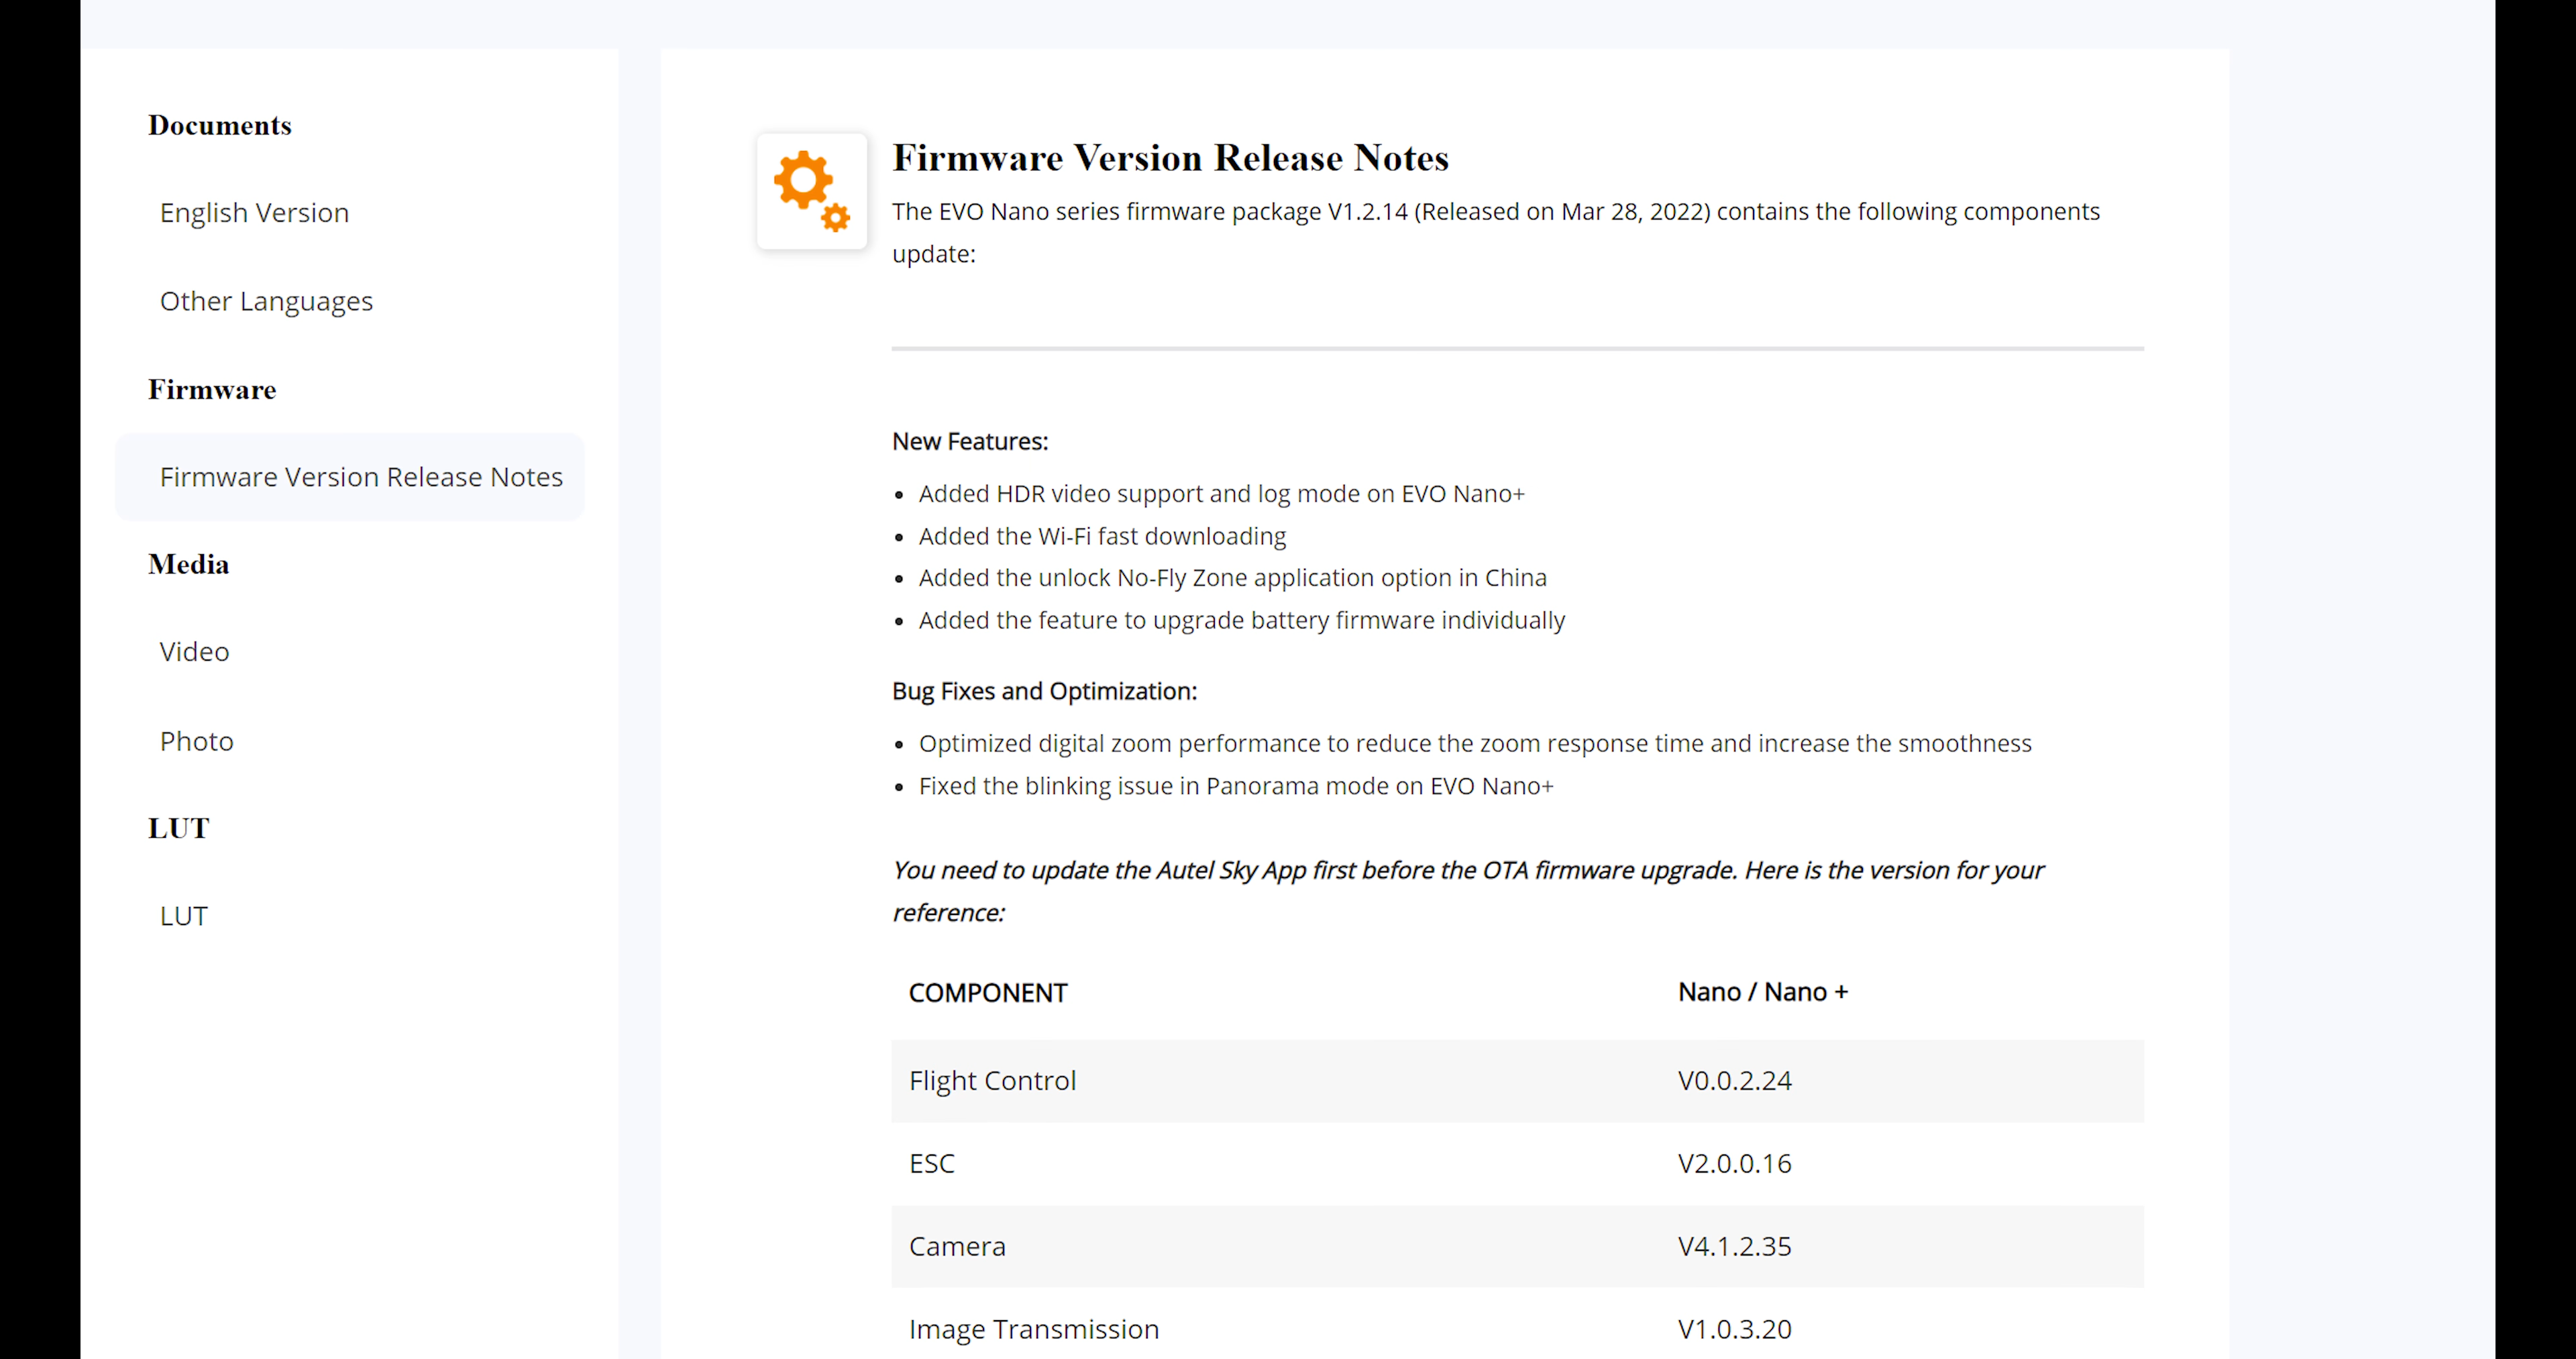 Documents
English Version
Other Languages
Firmware
Firmware Version Release Notes
Media
Video
Photo
LUT
LUT
Firmware Version Release Notes
The EVO Nano series firmware package V1.2.14 (Released on Mar 28, 2022) contains the following components
update:
New Features:
• Added HDR video support and log mode on EVO Nano+
• Added the Wi-Fi fast downloading
• Added the unlock No-Fly Zone application option in China
• Added the feature to upgrade battery firmware individually
Bug Fixes and Optimization:
• Optimized digital zoom performance to reduce the zoom response time and increase the smoothness
• Fixed the blinking issue in Panorama mode on EVO Nano+
You need to update the Autel Sky App first before the OTA firmware upgrade. Here is the version for your
reference:
COMPONENT Nano / Nano +
Flight Control V0.0.2.24
ESC V2.0.0.16
Camera V4.1.2.35
Image Transmission V1.0.3.20